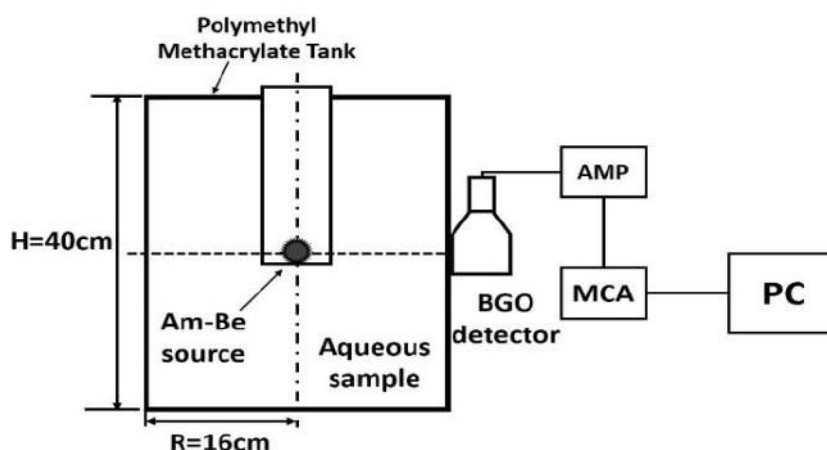 Polymethyl
Methacrylate Tank
AMP
H=40cm
MCA
PC
BGO
detector
Am-Be
source
Aqueous
sample
R=16cm